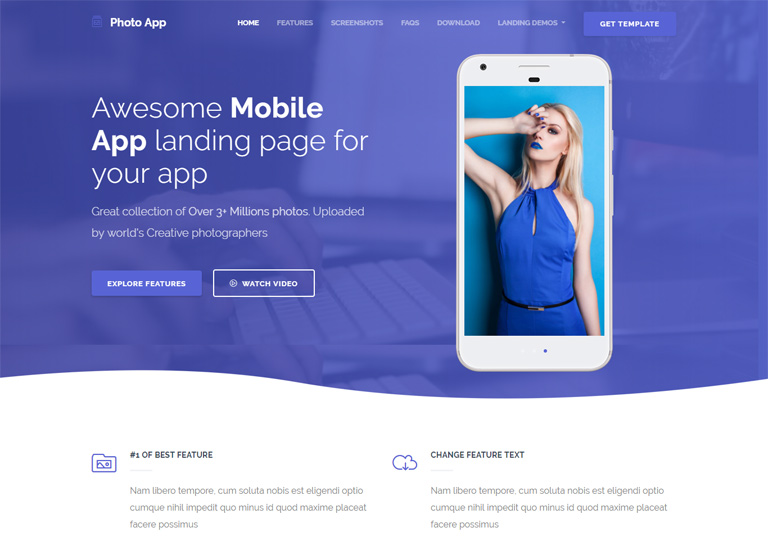 Photo App
HOME FEATURES SCREENSHOTS FAQS DOWNLOAD LANDING DEMOS GET TEMPLATE
Awesome Mobile
App landing page for
your app
Great collection of Over 3+ Millions photos. Uploaded
by world's Creative photographers
EXPLORE FEATURES WATCH VIDEO
#1 OF BEST FEATURE
Nam libero tempore, cum soluta nobis est eligendi optio
cumque nihil impedit quo minus id quod maxime placeat
facere possimus
CHANGE FEATURE TEXT
Nam libero tempore, cum soluta nobis est eligendi optio
cumque nihil impedit quo minus id quod maxime placeat
facere possimus